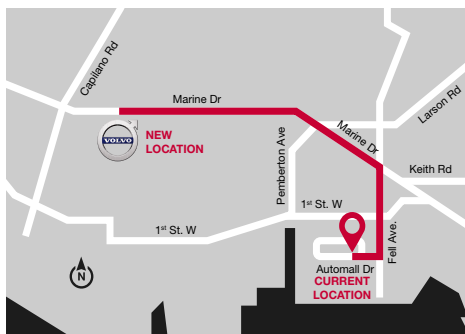 Capilano Rd
Marine Dr
Larson Rd
VOLVO
NEW
LOCATION
Pemberton Ave
Marine Dr
Keith Rd
1st St. W
1st St. W
Fell Ave.
N
Automall Dr
CURRENT
LOCATION